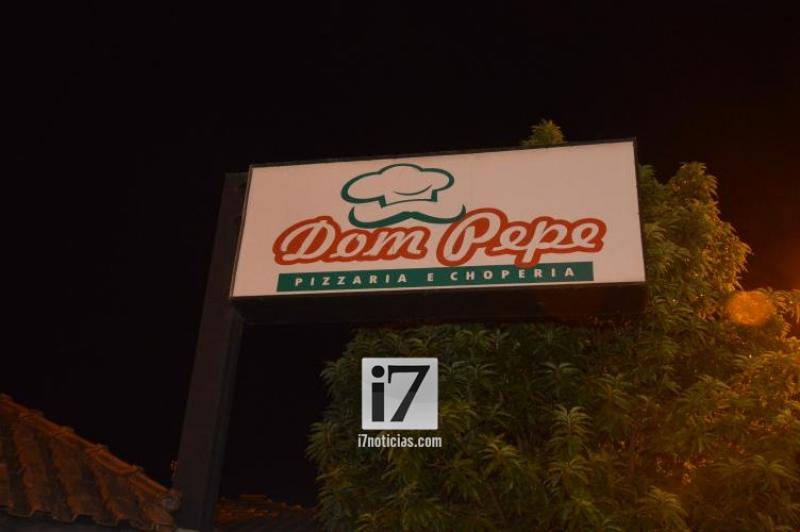 Dom Pepe
PIZZARIA E CHOPERIA
i7
i7noticias.com